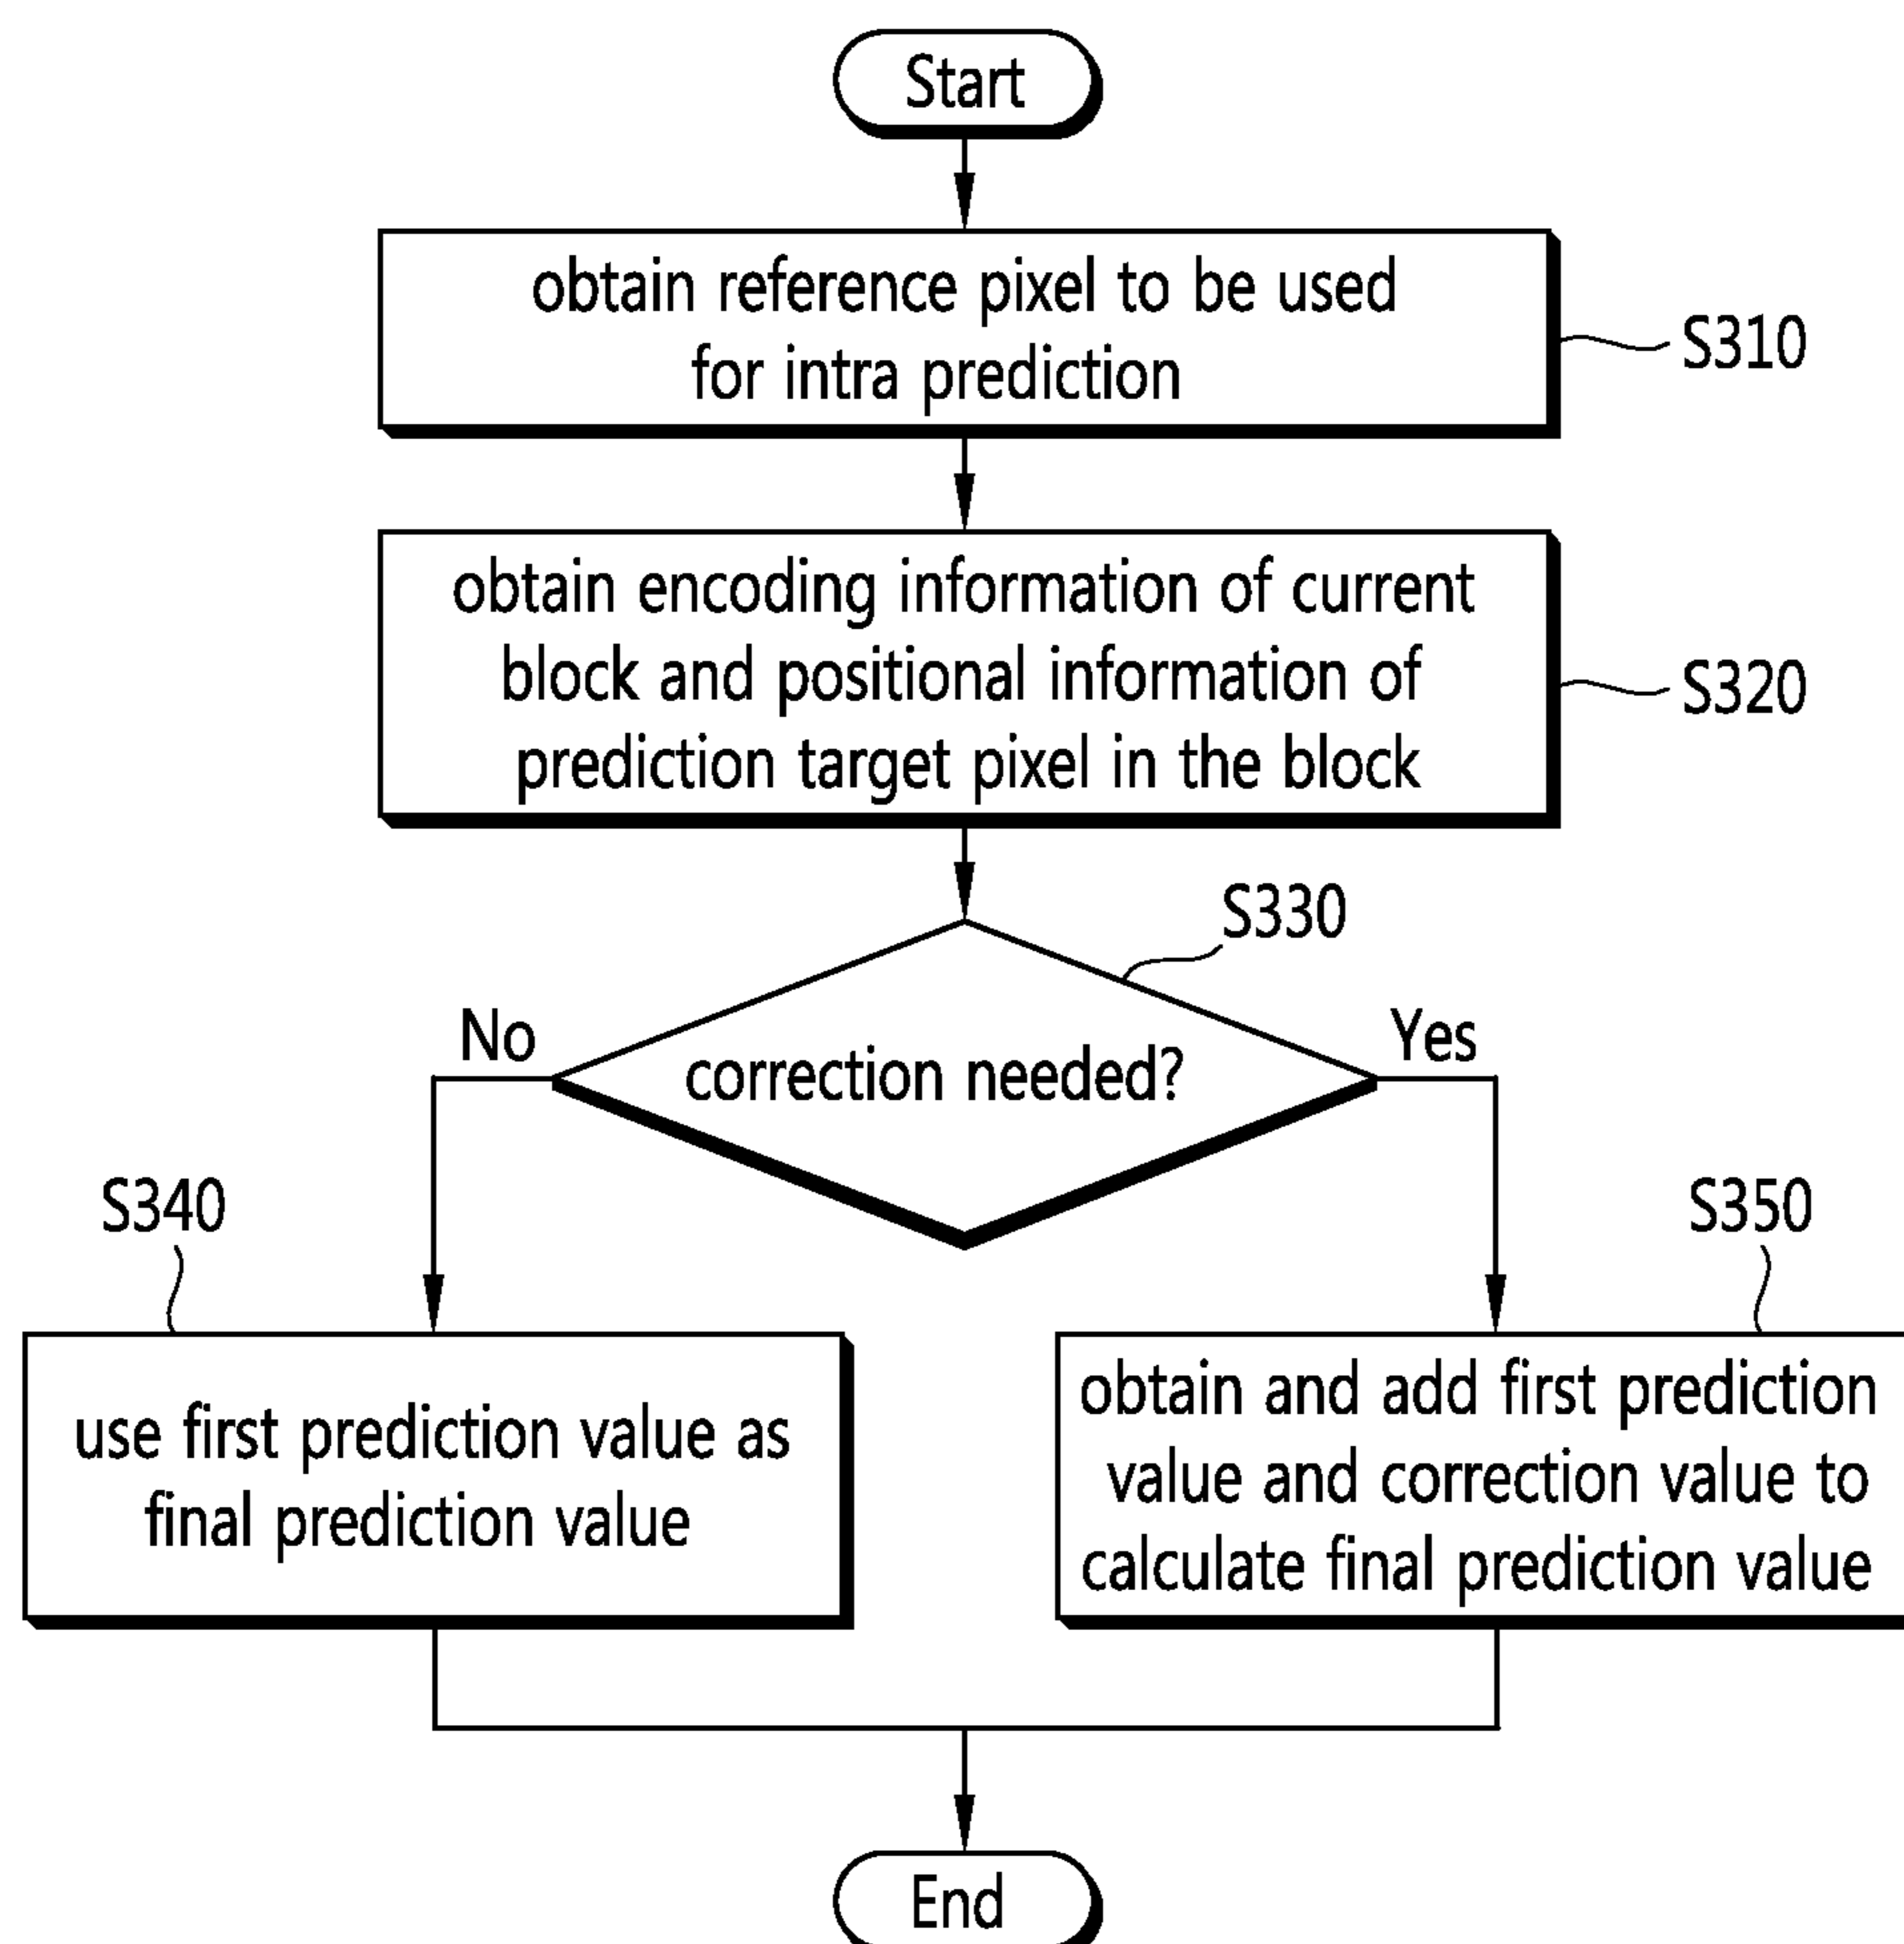 Start
obtain reference pixel to be used
for intra prediction
S310
obtain encoding information of current
block and positional information of
prediction target pixel in the block
S320
S330
No
correction needed?
Yes
S340
use first prediction value as
final prediction value
S350
obtain and add first prediction
value and correction value to
calculate final prediction value
End